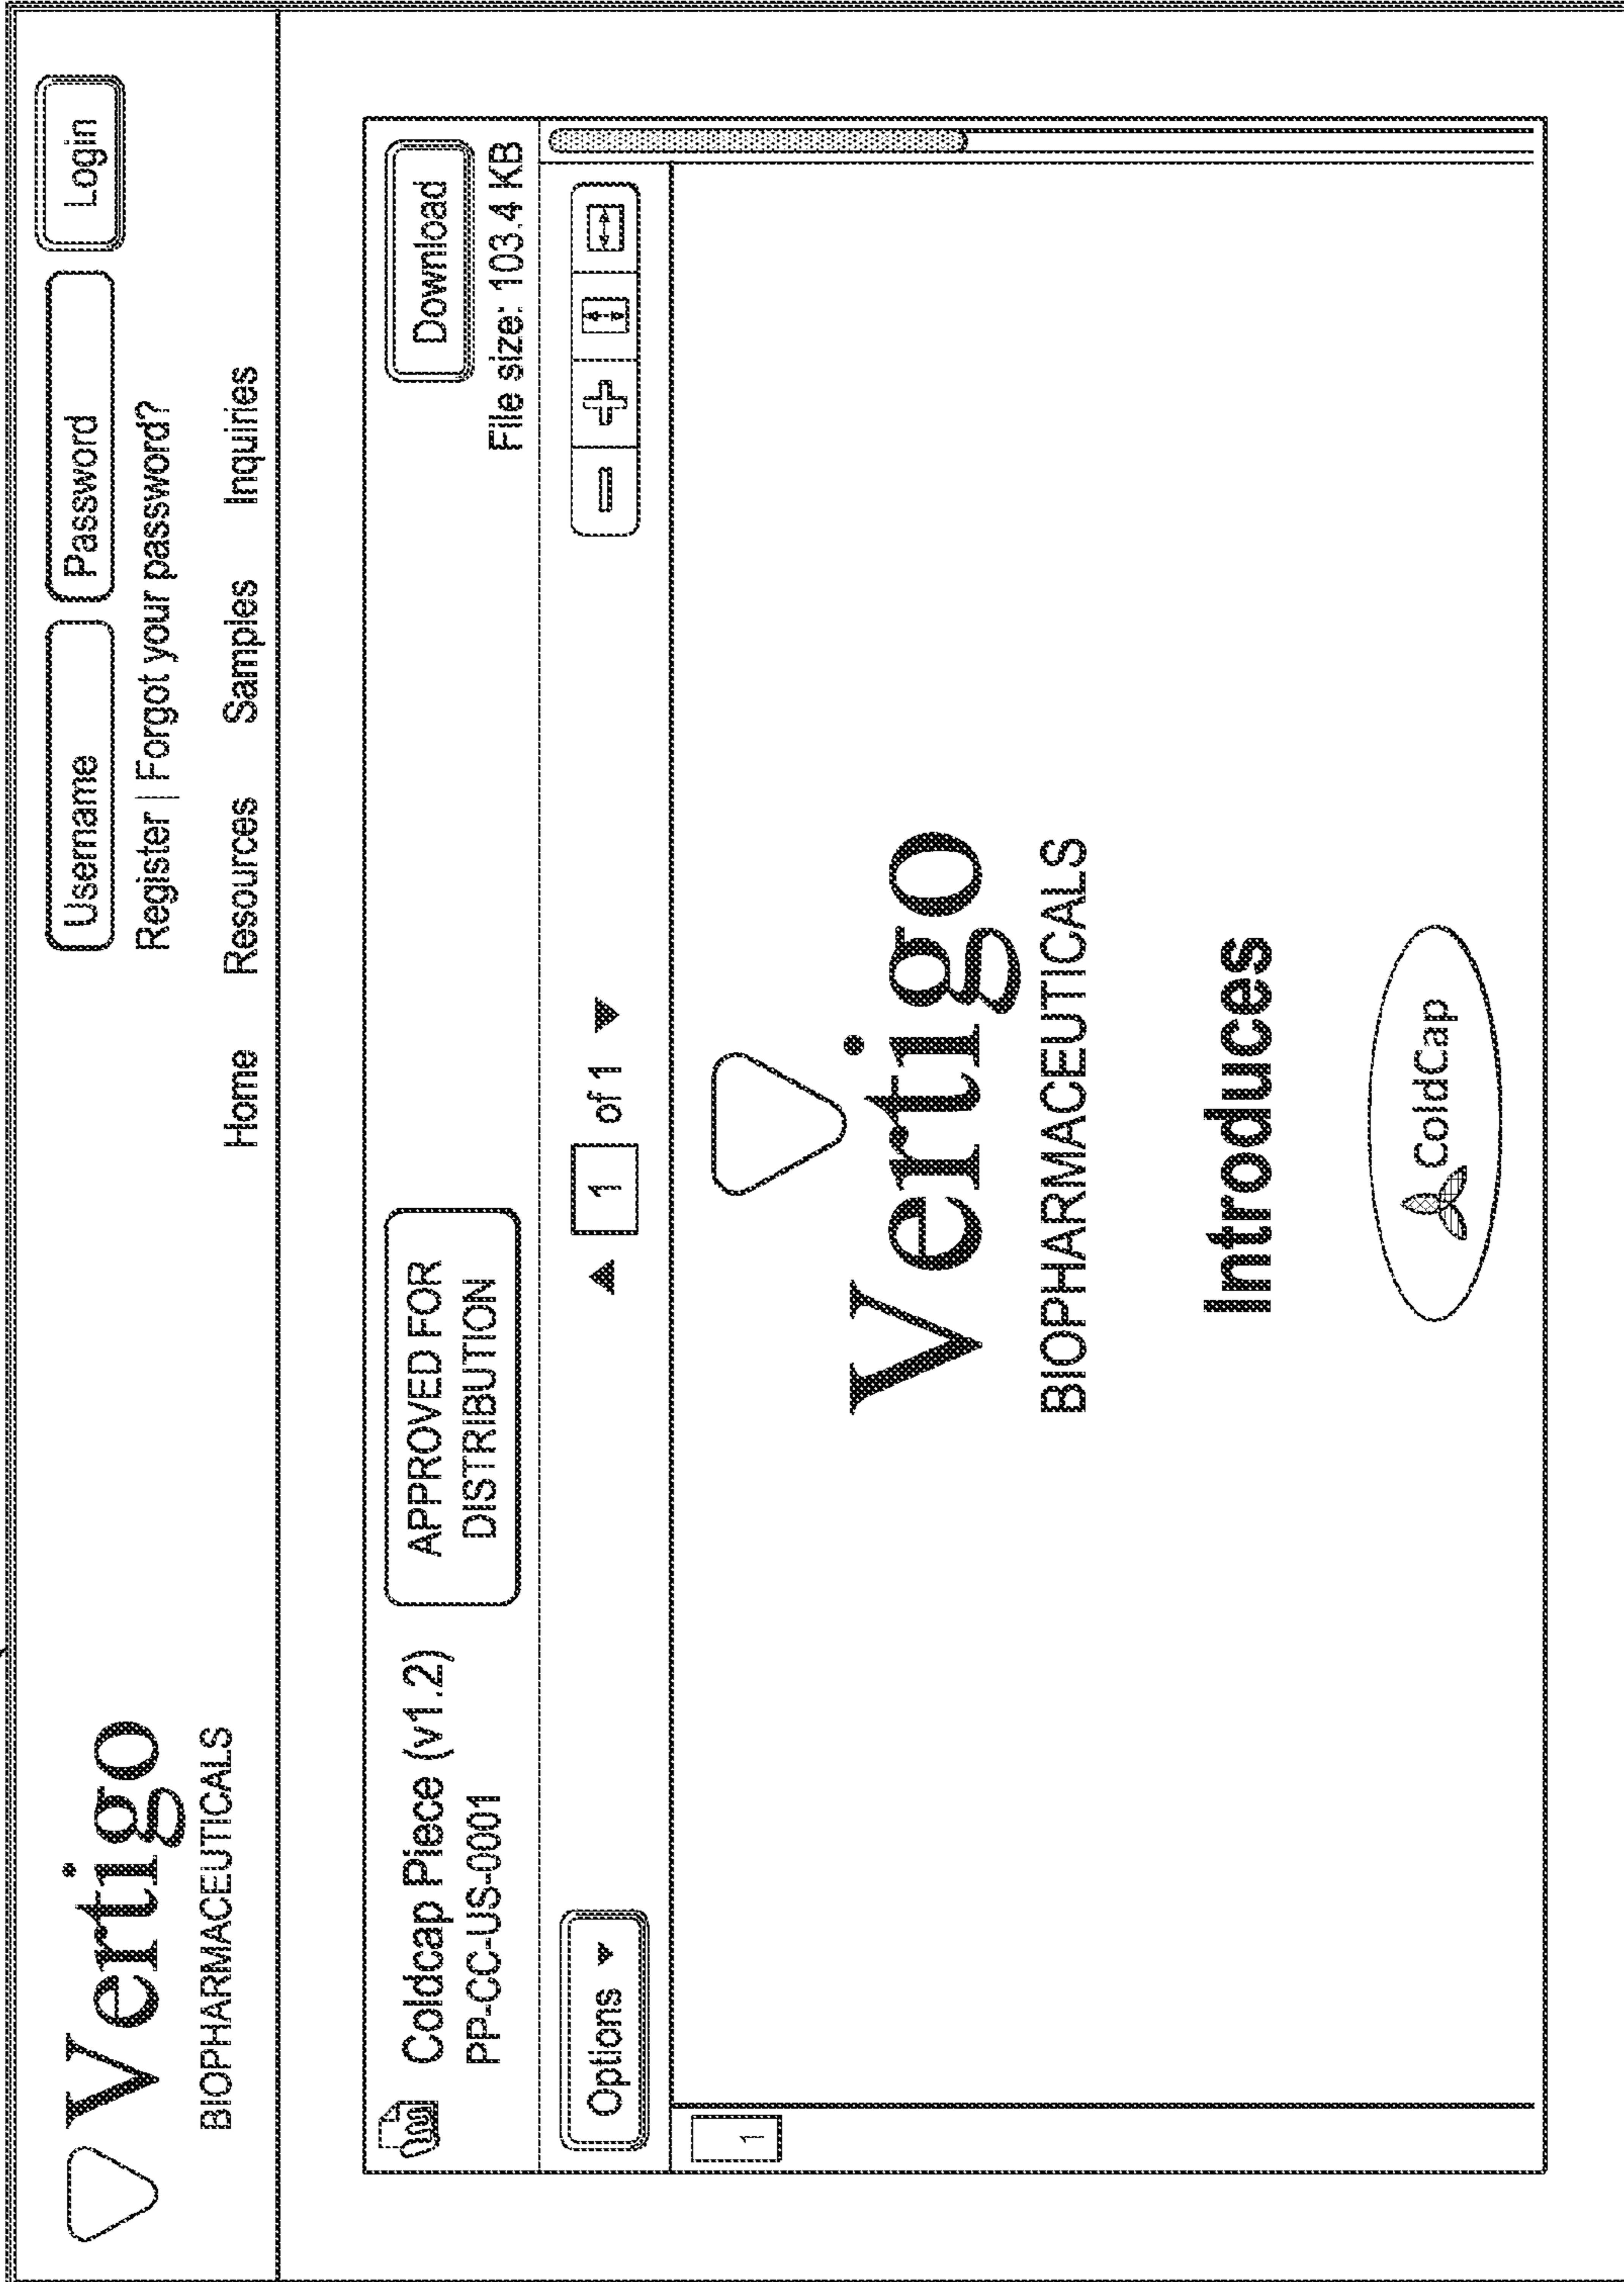 Vertigo
BIOPHARMACEUTICALS
Username Password Login
Register | Forgot your password?
Home Resources Samples Inquiries
Coldcap Piece (v1.2)
PP-CC-US-0001
APPROVED FOR
DISTRIBUTION
Download
File size: 103.4 KB
Options
1 of 1
1
Vertigo
BIOPHARMACEUTICALS
Introduces
ColdCap